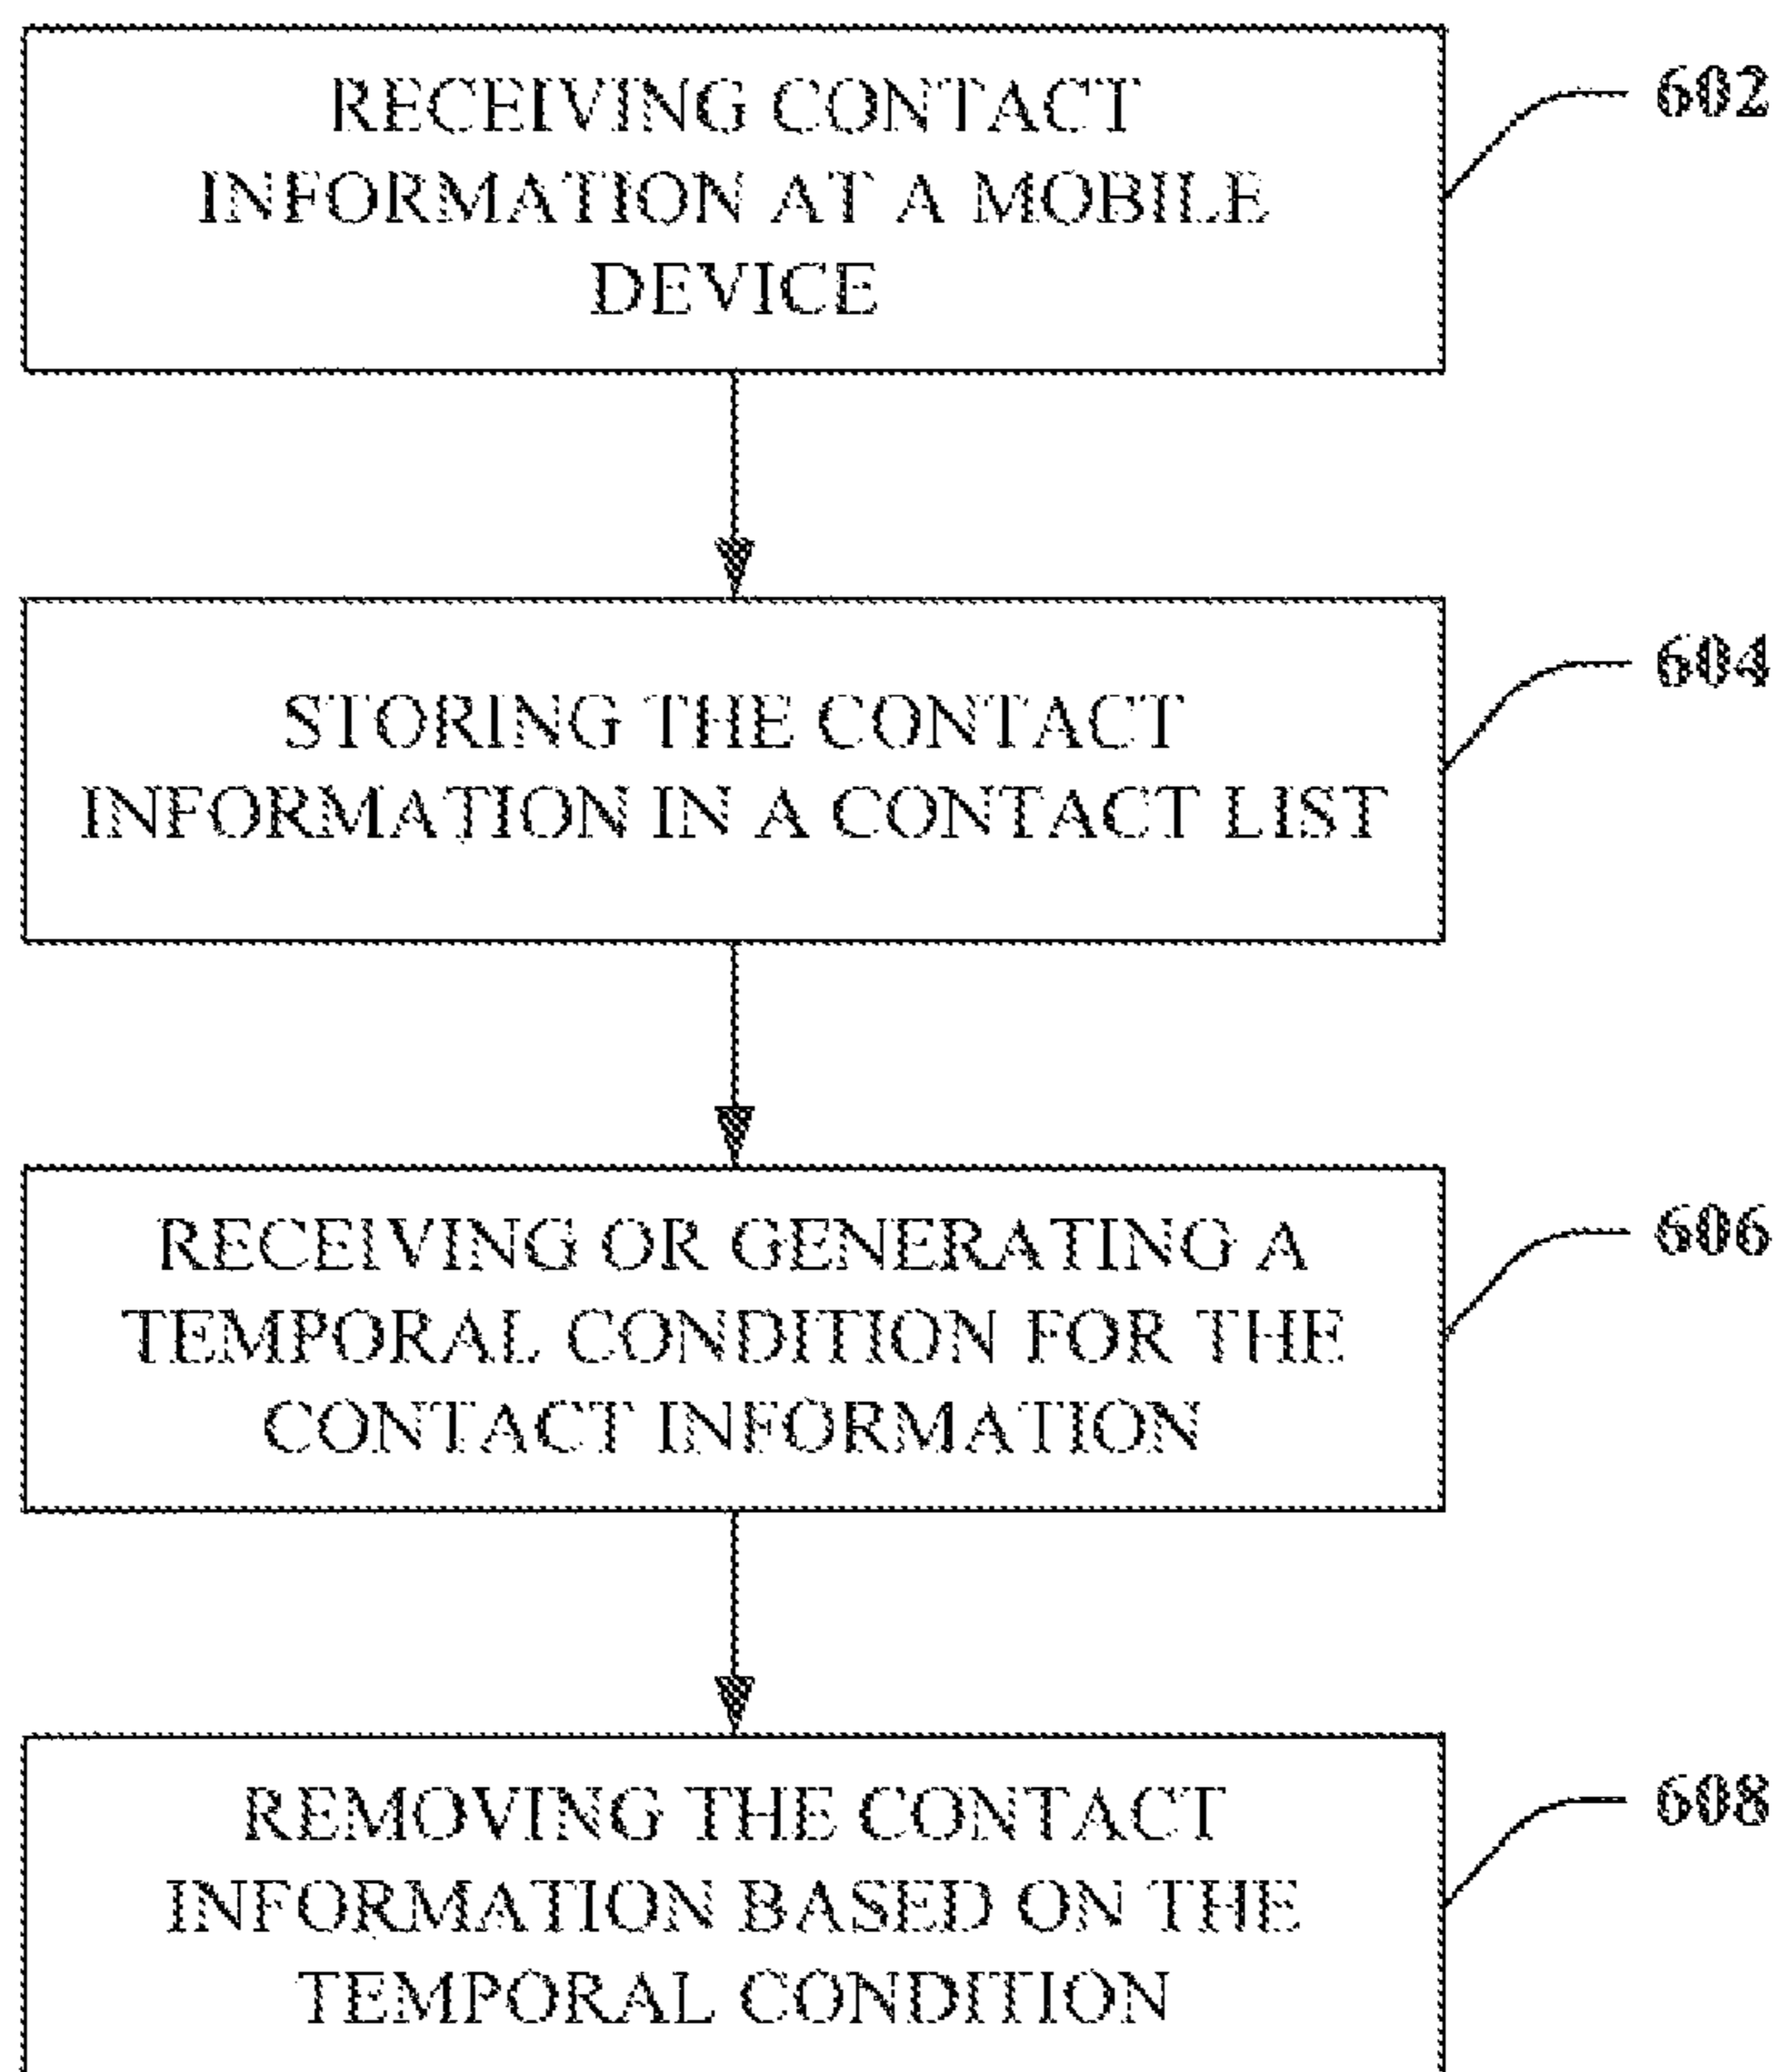 RECEIVING CONTACT
INFORMATION AT A MOBILE
DEVICE
602
STORING THE CONTACT
INFORMATION IN A CONTACT LIST
604
RECEIVING OR GENERATING A
TEMPORAL CONDITION FOR THE
CONTACT INFORMATION
606
REMOVING THE CONTACT
INFORMATION BASED ON THE
TEMPORAL CONDITION
608